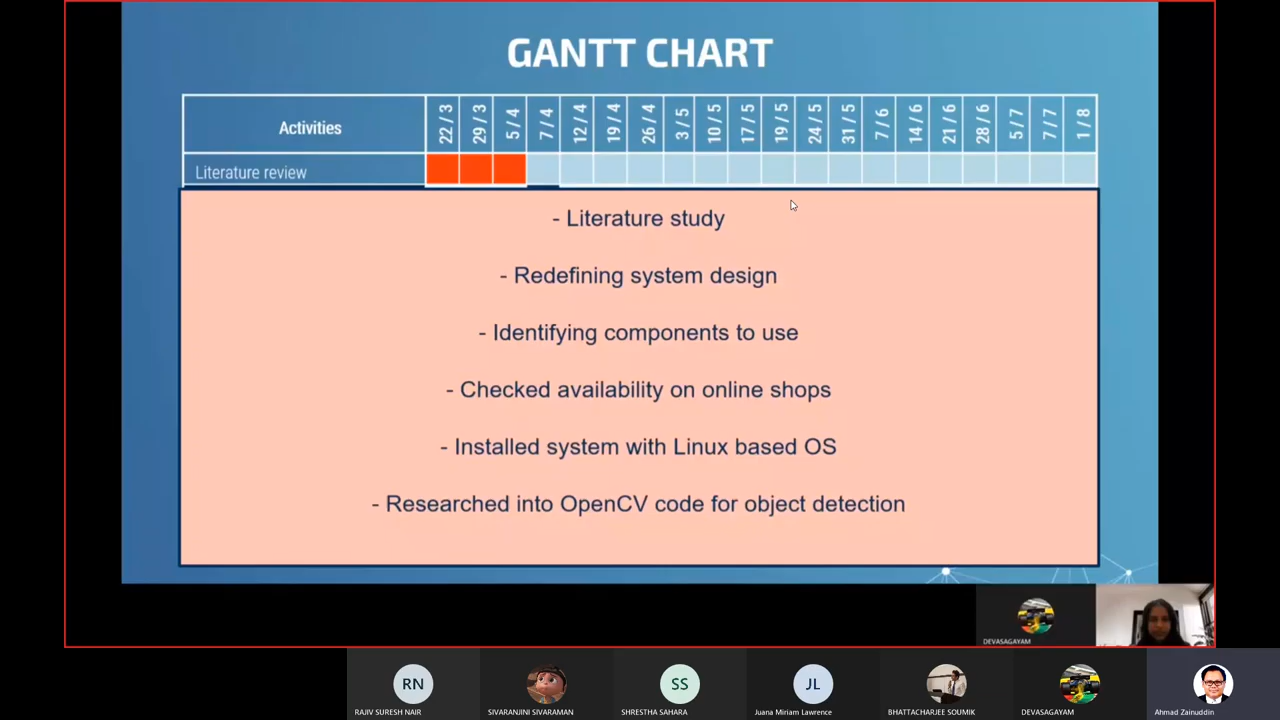 GANTT CHART
Activities 22 / 3 29 / 3 5 / 4 7 / 4 12 / 4 19 / 4 26 / 4 3 / 5 10 / 5 17 / 5 19 / 5 24 / 5 31 / 5 7 / 6 14 / 6 21 / 6 28 / 6 5 / 7 7 / 7 1 / 8
Literature review
- Literature study
- Redefining system design
- Identifying components to use
- Checked availability on online shops
- Installed system with Linux based OS
- Researched into OpenCV code for object detection
DEVASAGAYAM
RN SS JL
RAJIV SURESH NAIR SIVARANJINI SIVARAMAN SHRESTHA SAHARA Juana Miriam Lawrence BHATTACHARJEE SOUMIK DEVASAGAYAM Ahmad Zainuddin